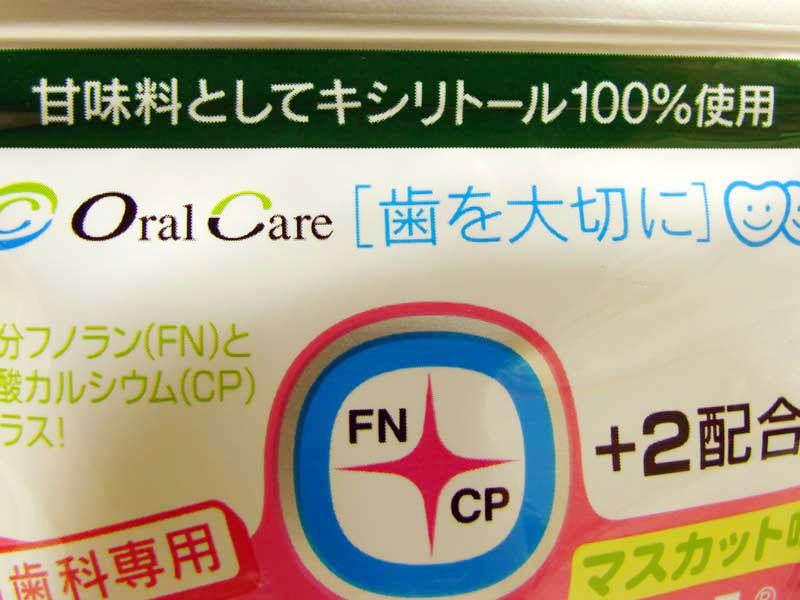 甘味料としてキシリトール100%使用
Oral Care [歯を大切に]
分フノラン(FN)と
酸カルシウム(CP)
ラス!
FN
CP
+2配合
歯科専用
マスカット味
®